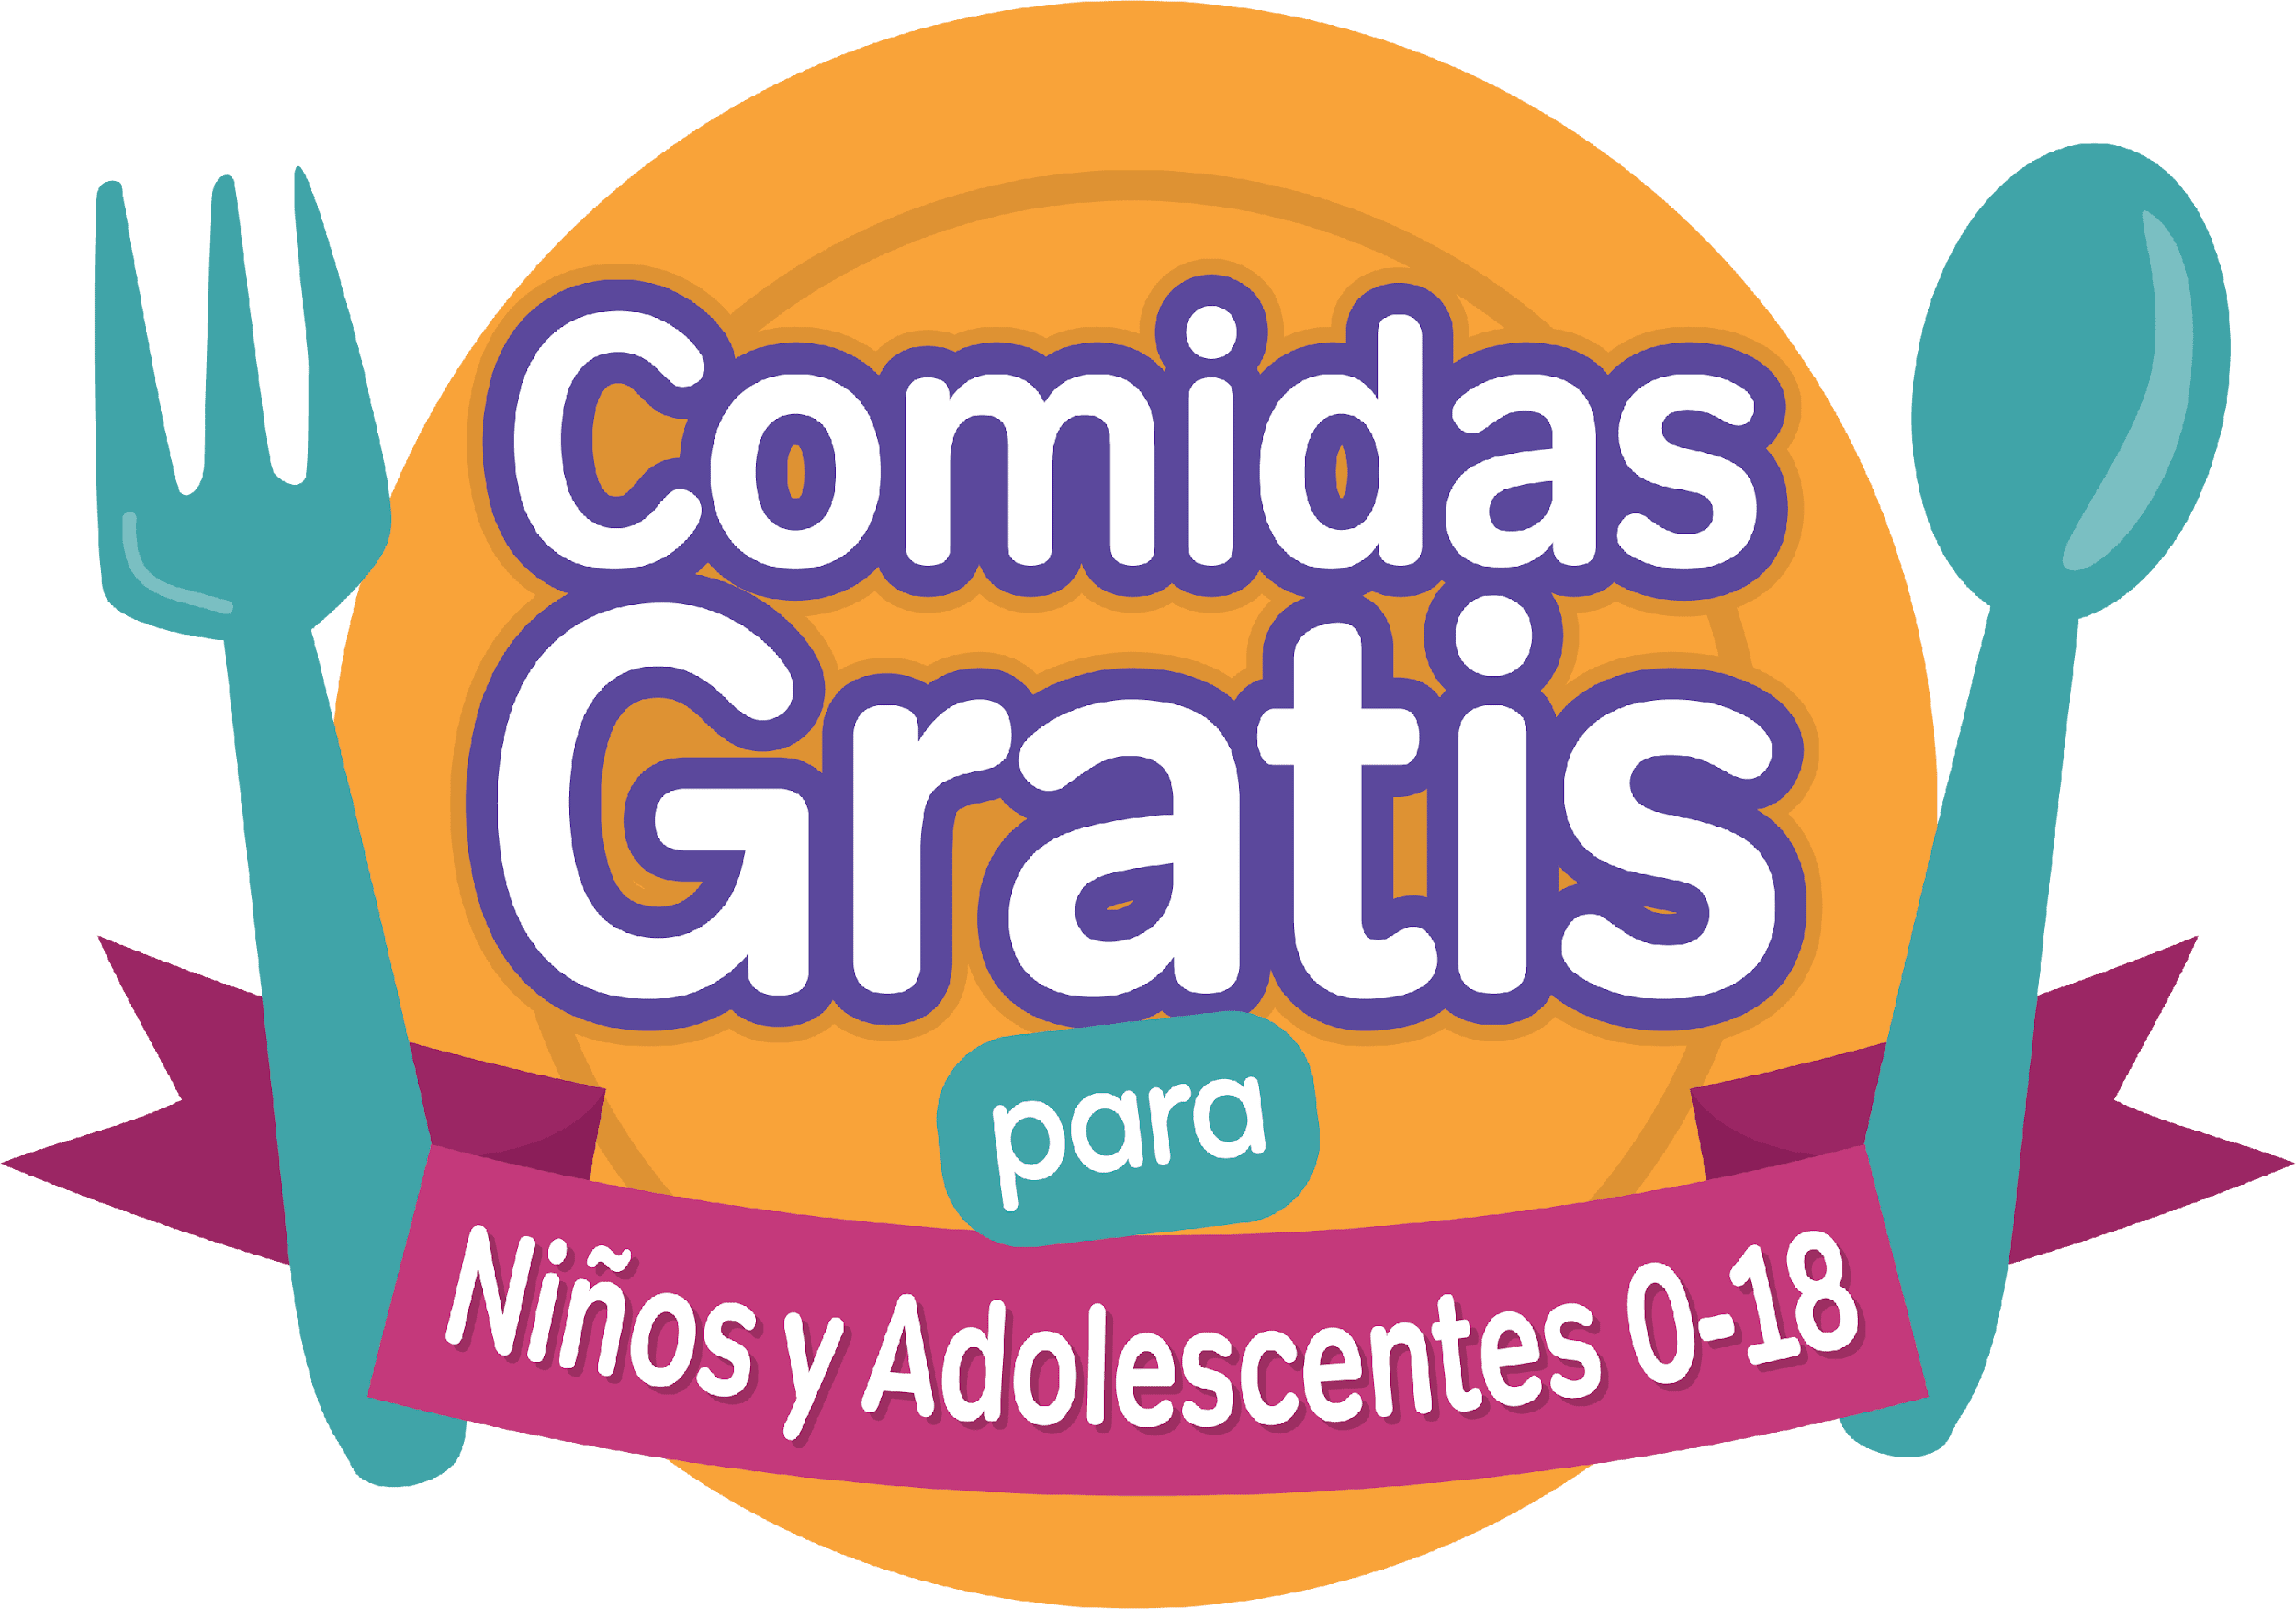 Comidas
Gratis
para
Niños y Adolescentes 0-18